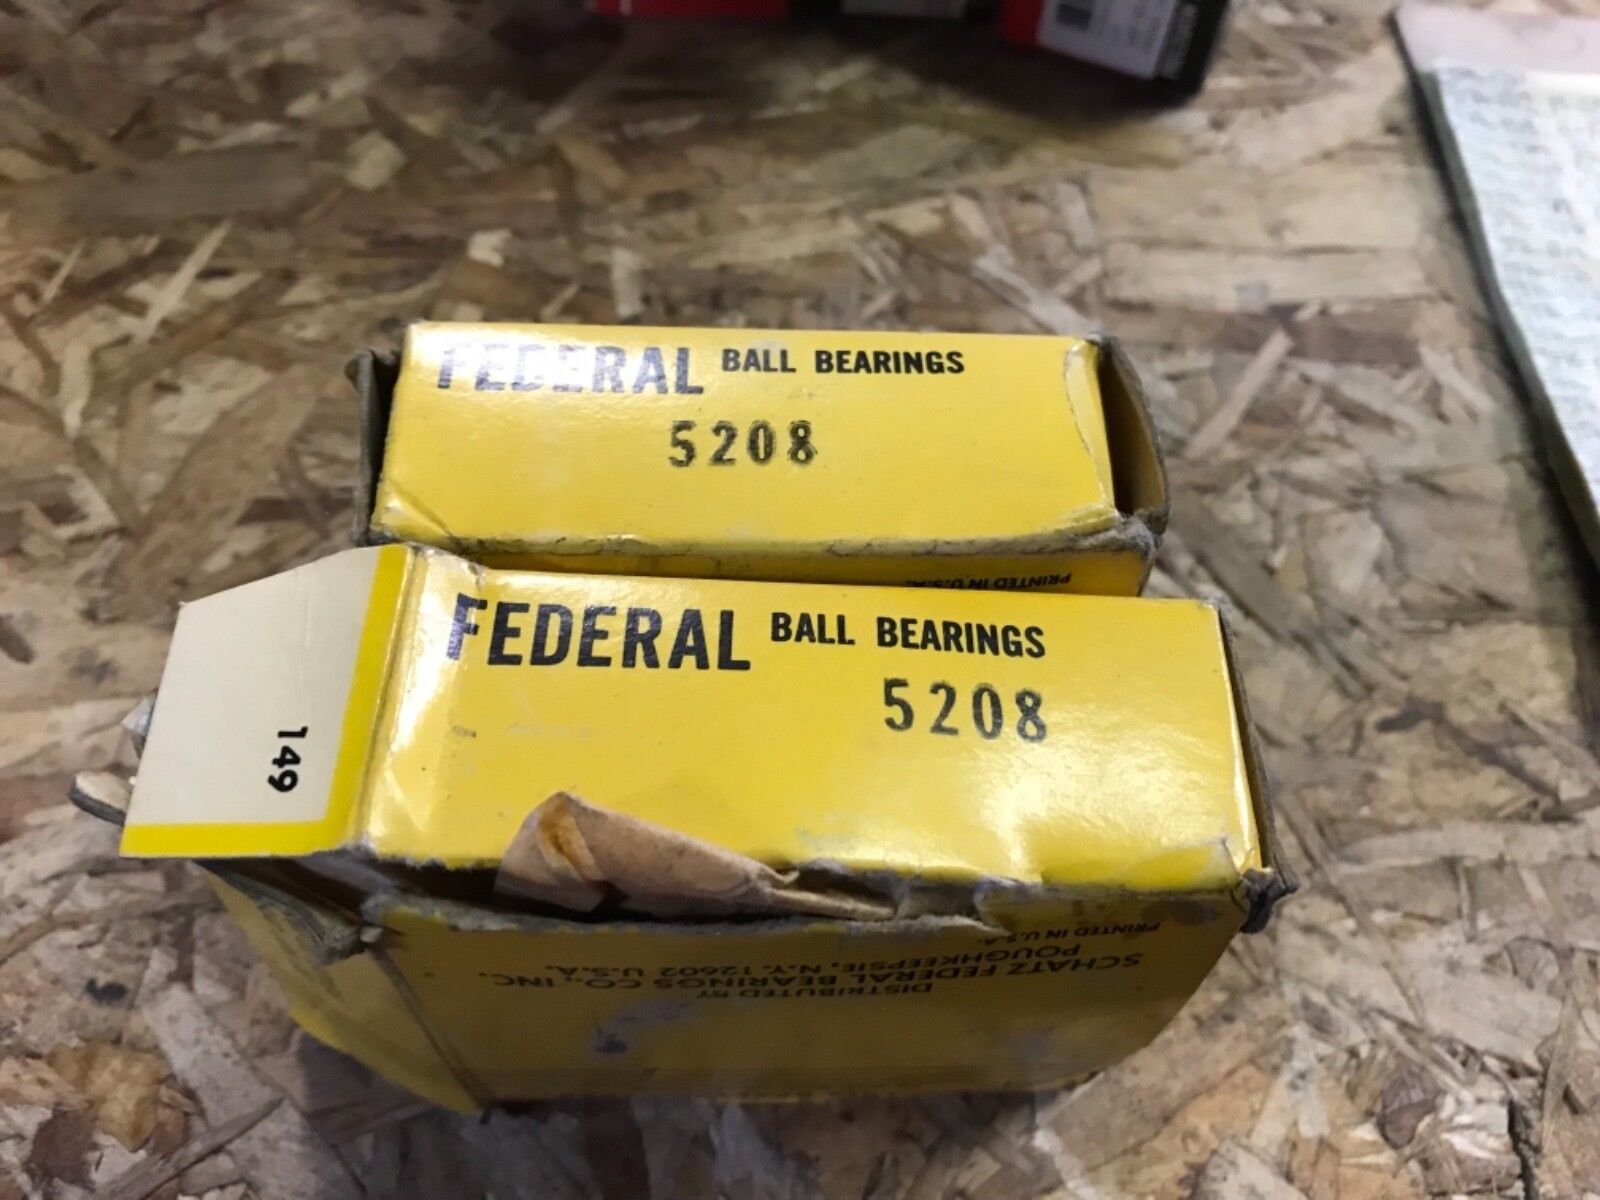 FEDERAL BALL BEARINGS
5208
PRINTED IN U.S.A.
FEDERAL BALL BEARINGS
5208
149
DISTRIBUTED BY
SCHATZ FEDERAL BEARINGS CO., INC.
POUGHKEEPSIE, N.Y. 12602 U.S.A.
PRINTED IN U.S.A.